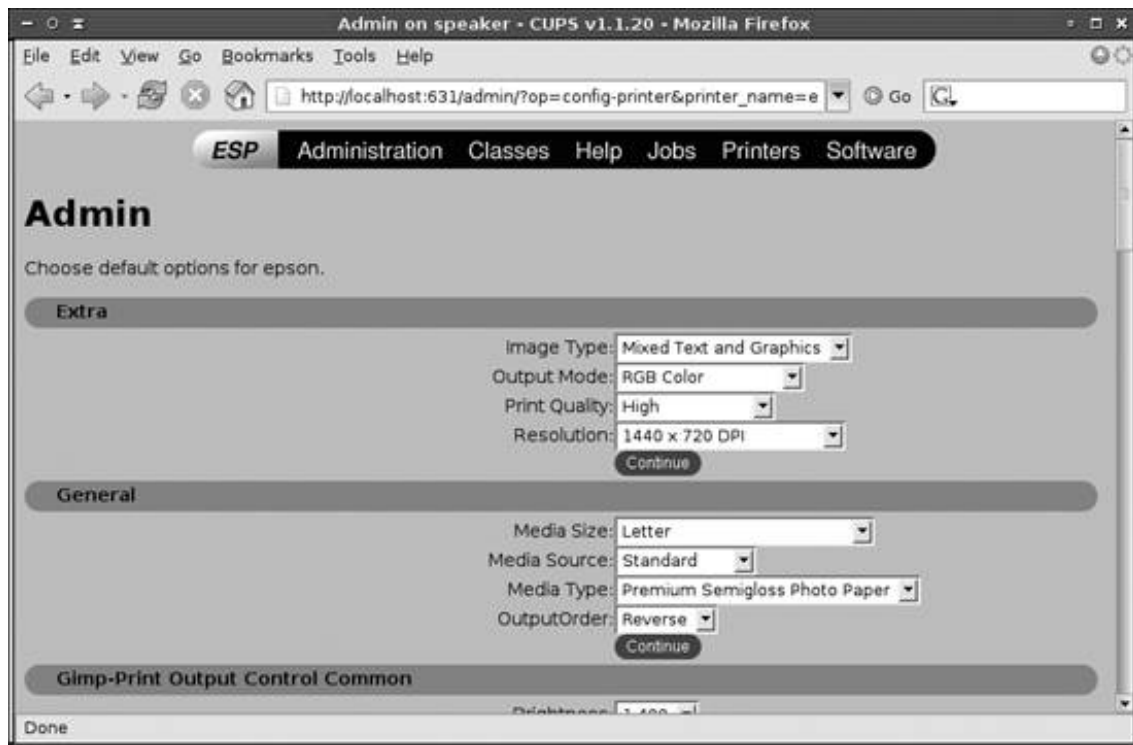 Admin on speaker - CUPS v1.1.20 - Mozilla Firefox
File Edit View Go Bookmarks Tools Help
http://localhost:631/admin/?op=config-printer&printer_name=e Go G
ESP Administration Classes Help Jobs Printers Software
Admin
Choose default options for epson.
Extra
Image Type: Mixed Text and Graphics
Output Mode: RGB Color
Print Quality: High
Resolution: 1440 x 720 DPI
Continue
General
Media Size: Letter
Media Source: Standard
Media Type: Premium Semigloss Photo Paper
OutputOrder: Reverse
Continue
Gimp-Print Output Control Common
Done